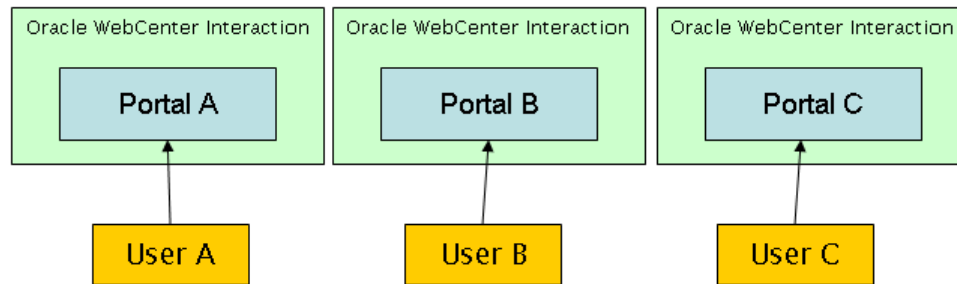 Oracle WebCenter Interaction
Oracle WebCenter Interaction
Oracle WebCenter Interaction
Portal A
Portal B
Portal C
User A
User B
User C